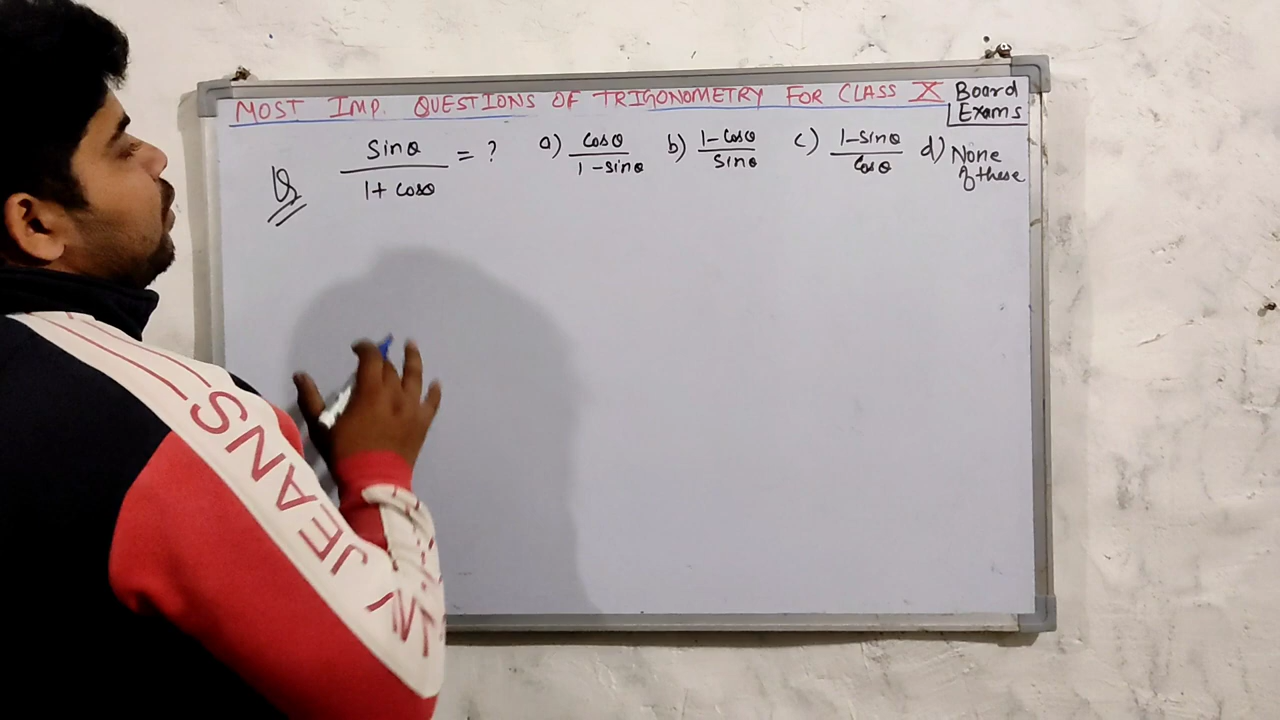 MOST IMP. QUESTIONS OF TRIGONOMETRY FOR CLASS X Board Exams
Q sinθ / 1 + cosθ = ? a) cosθ / 1 - sinθ b) 1 - cosθ / sinθ c) 1 - sinθ / cosθ d) None of these
JEANS